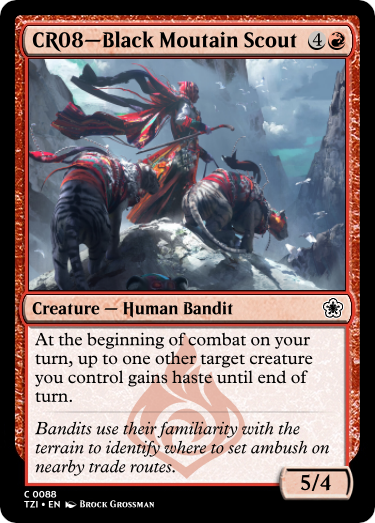 CR08—Black Moutain Scout 4
Creature — Human Bandit
At the beginning of combat on your
turn, up to one other target creature
you control gains haste until end of
turn.
Bandits use their familiarity with the
terrain to identify where to set ambush on
nearby trade routes.
5/4
C 0088
TZI • EN Brock Grossman